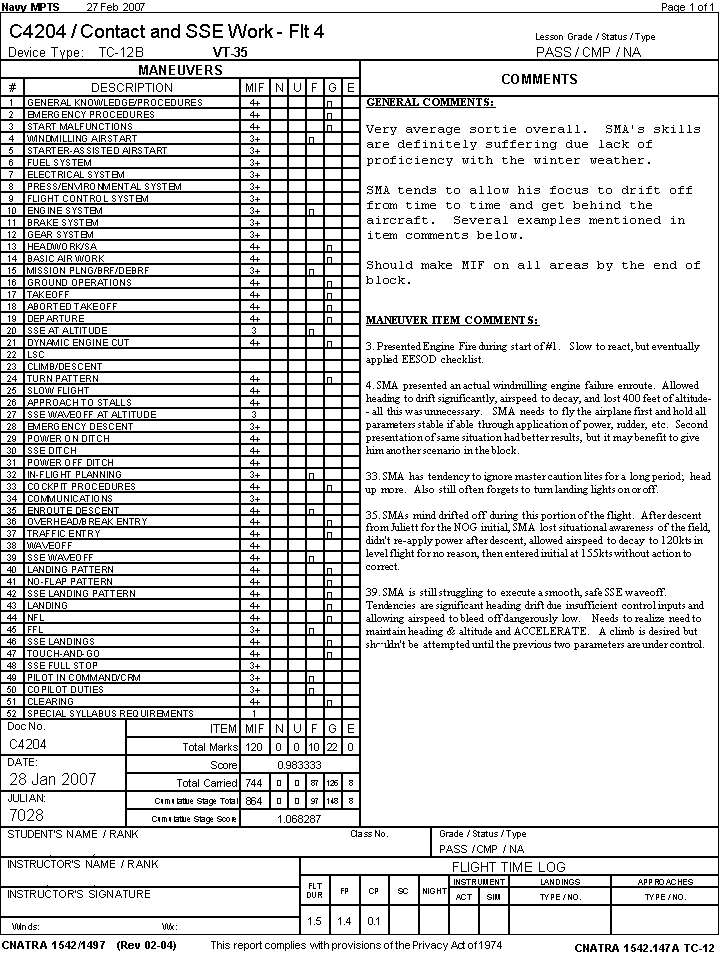 Navy MPTS 27 Feb 2007 Page 1 of 1
C4204 / Contact and SSE Work - Flt 4
Lesson Grade / Status / Type
Device Type: TC-12B VT-35 PASS / CMP / NA
MANEUVERS
# DESCRIPTION MIF N U F G E
1 GENERAL KNOWLEDGE/PROCEDURES 4+ n
2 EMERGENCY PROCEDURES 4+ n
3 START MALFUNCTIONS 4+ n
4 WINDMILLING AIRSTART 3+ n
5 STARTER-ASSISTED AIRSTART 3+
6 FUEL SYSTEM 3+
7 ELECTRICAL SYSTEM 3+
8 PRESS/ENVIRONMENTAL SYSTEM 3+
9 FLIGHT CONTROL SYSTEM 3+
10 ENGINE SYSTEM 3+ n
11 BRAKE SYSTEM 3+
12 GEAR SYSTEM 3+
13 HEADWORK/SA 4+ n
14 BASIC AIR WORK 4+ n
15 MISSION PLNG/BRF/DEBRF 3+ n
16 GROUND OPERATIONS 4+ n
17 TAKEOFF 4+ n
18 ABORTED TAKEOFF 4+ n
19 DEPARTURE 4+ n
20 SSE AT ALTITUDE 3 n
21 DYNAMIC ENGINE CUT 4+ n
22 LSC
23 CLIMB/DESCENT
24 TURN PATTERN 4+ n
25 SLOW FLIGHT 4+
26 APPROACH TO STALLS 4+
27 SSE WAVEOFF AT ALTITUDE 3
28 EMERGENCY DESCENT 3+
29 POWER ON DITCH 4+
30 SSE DITCH 4+
31 POWER OFF DITCH 4+
32 IN-FLIGHT PLANNING 3+ n
33 COCKPIT PROCEDURES 4+ n
34 COMMUNICATIONS 3+
35 ENROUTE DESCENT 4+ n
36 OVERHEAD/BREAK ENTRY 4+ n
37 TRAFFIC ENTRY 4+ n
38 WAVEOFF 4+
39 SSE WAVEOFF 4+ n
40 LANDING PATTERN 4+ n
41 NO-FLAP PATTERN 4+ n
42 SSE LANDING PATTERN 4+ n
43 LANDING 4+ n
44 NFL 4+ n
45 FFL 3+ n
46 SSE LANDINGS 4+ n
47 TOUCH-AND-GO 4+ n
48 SSE FULL STOP 3+
49 PILOT IN COMMAND/CRM 3+ n
50 COPILOT DUTIES 3+ n
51 CLEARING 4+ n
52 SPECIAL SYLLABUS REQUIREMENTS 1
Doc No. ITEM MIF N U F G E
C4204 Total Marks 120 0 0 10 22 0
DATE: Score 0.983333
28 Jan 2007 Total Carried 744 0 0 87 126 8
JULIAN: Cumulative Stage Total 864 0 0 97 148 8
7028 Cumulative Stage Score 1.068287
COMMENTS
GENERAL COMMENTS:
Very average sortie overall. SMA's skills
are definitely suffering due lack of
proficiency with the winter weather.
SMA tends to allow his focus to drift off
from time to time and get behind the
aircraft. Several examples mentioned in
item comments below.
Should make MIF on all areas by the end of
block.
MANEUVER ITEM COMMENTS:
3. Presented Engine Fire during start of #1. Slow to react, but eventually
applied EESOD checklist.
4. SMA presented an actual windmilling engine failure enroute. Allowed
heading to drift significantly, airspeed to decay, and lost 400 feet of altitude-
- all this was unnecessary. SMA needs to fly the airplane first and hold all
parameters stable if able through application of power, rudder, etc. Second
presentation of same situation had better results, but it may benefit to give
him another scenario in the block.
33. SMA has tendency to ignore master caution lites for a long period; head
up more. Also still often forgets to turn landing lights on or off.
35. SMAs mind drifted off during this portion of the flight. After descent
from Juliett for the NOG initial, SMA lost situational awareness of the field,
didn't re-apply power after descent, allowed airspeed to decay to 120kts in
level flight for no reason, then entered initial at 155kts without action to
correct.
39. SMA is still struggling to execute a smooth, safe SSE waveoff.
Tendencies are significant heading drift due insufficient control inputs and
allowing airspeed to bleed off dangerously low. Needs to realize need to
maintain heading & altitude and ACCELERATE. A climb is desired but
shouldn't be attempted until the previous two parameters are under control.
STUDENT'S NAME / RANK Class No. Grade / Status / Type
PASS / CMP / NA
INSTRUCTOR'S NAME / RANK FLIGHT TIME LOG
INSTRUCTOR'S SIGNATURE
FLT DUR FP CP SC NIGHT INSTRUMENT LANDINGS APPROACHES
ACT SIM TYPE / NO. TYPE / NO.
Winds: Wx: 1.5 1.4 0.1
CNATRA 1542/1497 (Rev 02-04) This report complies with provisions of the Privacy Act of 1974 CNATRA 1542.147A TC-12